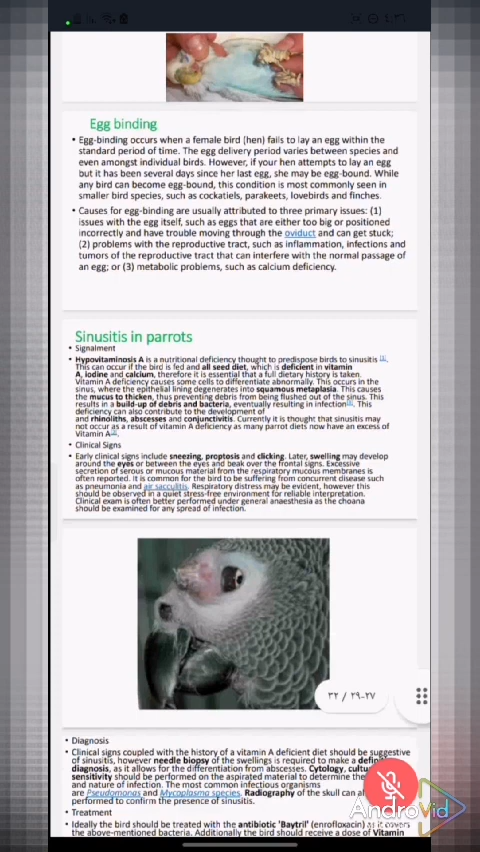 ١:٣٦
Egg binding
• Egg-binding occurs when a female bird (hen) fails to lay an egg within the
standard period of time. The egg delivery period varies between species and
even amongst individual birds. However, if your hen attempts to lay an egg
but it has been several days since her last egg, she may be egg-bound. While
any bird can become egg-bound, this condition is most commonly seen in
smaller bird species, such as cockatiels, parakeets, lovebirds and finches.
• Causes for egg-binding are usually attributed to three primary issues: (1)
issues with the egg itself, such as eggs that are either too big or positioned
incorrectly and have trouble moving through the oviduct and can get stuck;
(2) problems with the reproductive tract, such as inflammation, infections and
tumors of the reproductive tract that can interfere with the normal passage of
an egg; or (3) metabolic problems, such as calcium deficiency.
Sinusitis in parrots
• Signalment
• Hypovitaminosis A is a nutritional deficiency thought to predispose birds to sinusitis
This can occur if the bird is fed and all seed diet, which is deficient in vitamin
A, iodine and calcium, therefore it is essential that a full dietary history is taken.
Vitamin A deficiency causes some cells to differentiate abnormally. This occurs in the
sinus, where the epithelial lining degenerates into squamous metaplasia. This causes
the mucus to thicken, thus preventing debris from being flushed out of the sinus. This
results in a build-up of debris and bacteria, eventually resulting in infection. This
deficiency can also contribute to the development of
and rhinoliths, abscesses and conjunctivitis. Currently it is thought that sinusitis may
not occur as a result of vitamin A deficiency as many parrot diets now have an excess of
Vitamin A.
• Clinical Signs
• Early clinical signs include sneezing, proptosis and clicking. Later, swelling may develop
around the eyes or between the eyes and beak over the frontal signs. Excessive
secretion of serous or mucous material from the respiratory mucous membranes is
often reported. It is common for the bird to be suffering from concurrent disease such
as pneumonia and air sacculitis. Respiratory distress may be evident, however this
should be observed in a quiet stress-free environment for reliable interpretation.
Clinical exam is often better performed under general anaesthesia as the choana
should be examined for any spread of infection.
٣٢ / ٢٩-٢٧
• Diagnosis
• Clinical signs coupled with the history of a vitamin A deficient diet should be suggestive
of sinusitis, however needle biopsy of the swellings is required to make a defin
diagnosis, as it allows for the differentiation from abscesses. Cytology, cultu
sensitivity should be performed on the aspirated material to determine the
and nature of infection. The most common infectious organisms
are Pseudomonas and Mycoplasma species. Radiography of the skull can al
performed to confirm the presence of sinusitis.
• Treatment
• Ideally the bird should be treated with the antibiotic 'Baytril' (enrofloxacin) as it covers
the above-mentioned bacteria. Additionally the bird should receive a dose of Vitamin
AndroVid